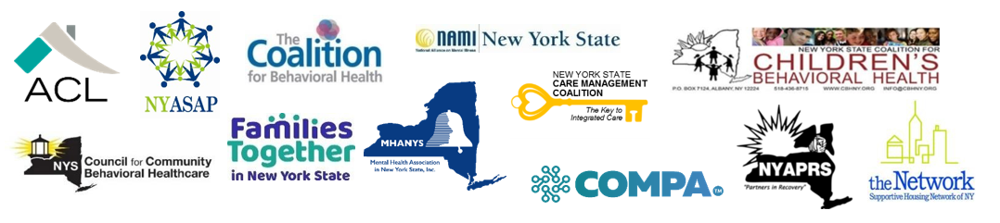 ACL
NYASAP
The
Coalition
for Behavioral Health
NAMI New York State
National Alliance on Mental Illness
NEW YORK STATE COALITION FOR
CHILDREN'S
BEHAVIORAL HEALTH
P.O. BOX 7124, ALBANY, NY 12224 518-436-8715 WWW.CBHNY.ORG INFO@CBHNY.ORG
NEW YORK STATE
CARE MANAGEMENT
COALITION
The Key to
Integrated Care
NYS Council for Community
Behavioral Healthcare
Families
Together
in New York State
MHANYS
Mental Health Association
in New York State, Inc.
COMPA TM
NYAPRS
"Partners in Recovery"
the Network
Supportive Housing Network of NY